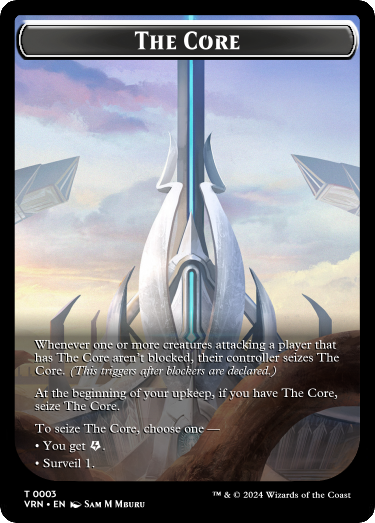 The Core
Whenever one or more creatures attacking a player that
has The Core aren't blocked, their controller seizes The
Core. (This triggers after blockers are declared.)
At the beginning of your upkeep, if you have The Core,
seize The Core.
To seize The Core, choose one —
• You get .
• Surveil 1.
T 0003
VRN • EN Sam M Mburu
™ & © 2024 Wizards of the Coast